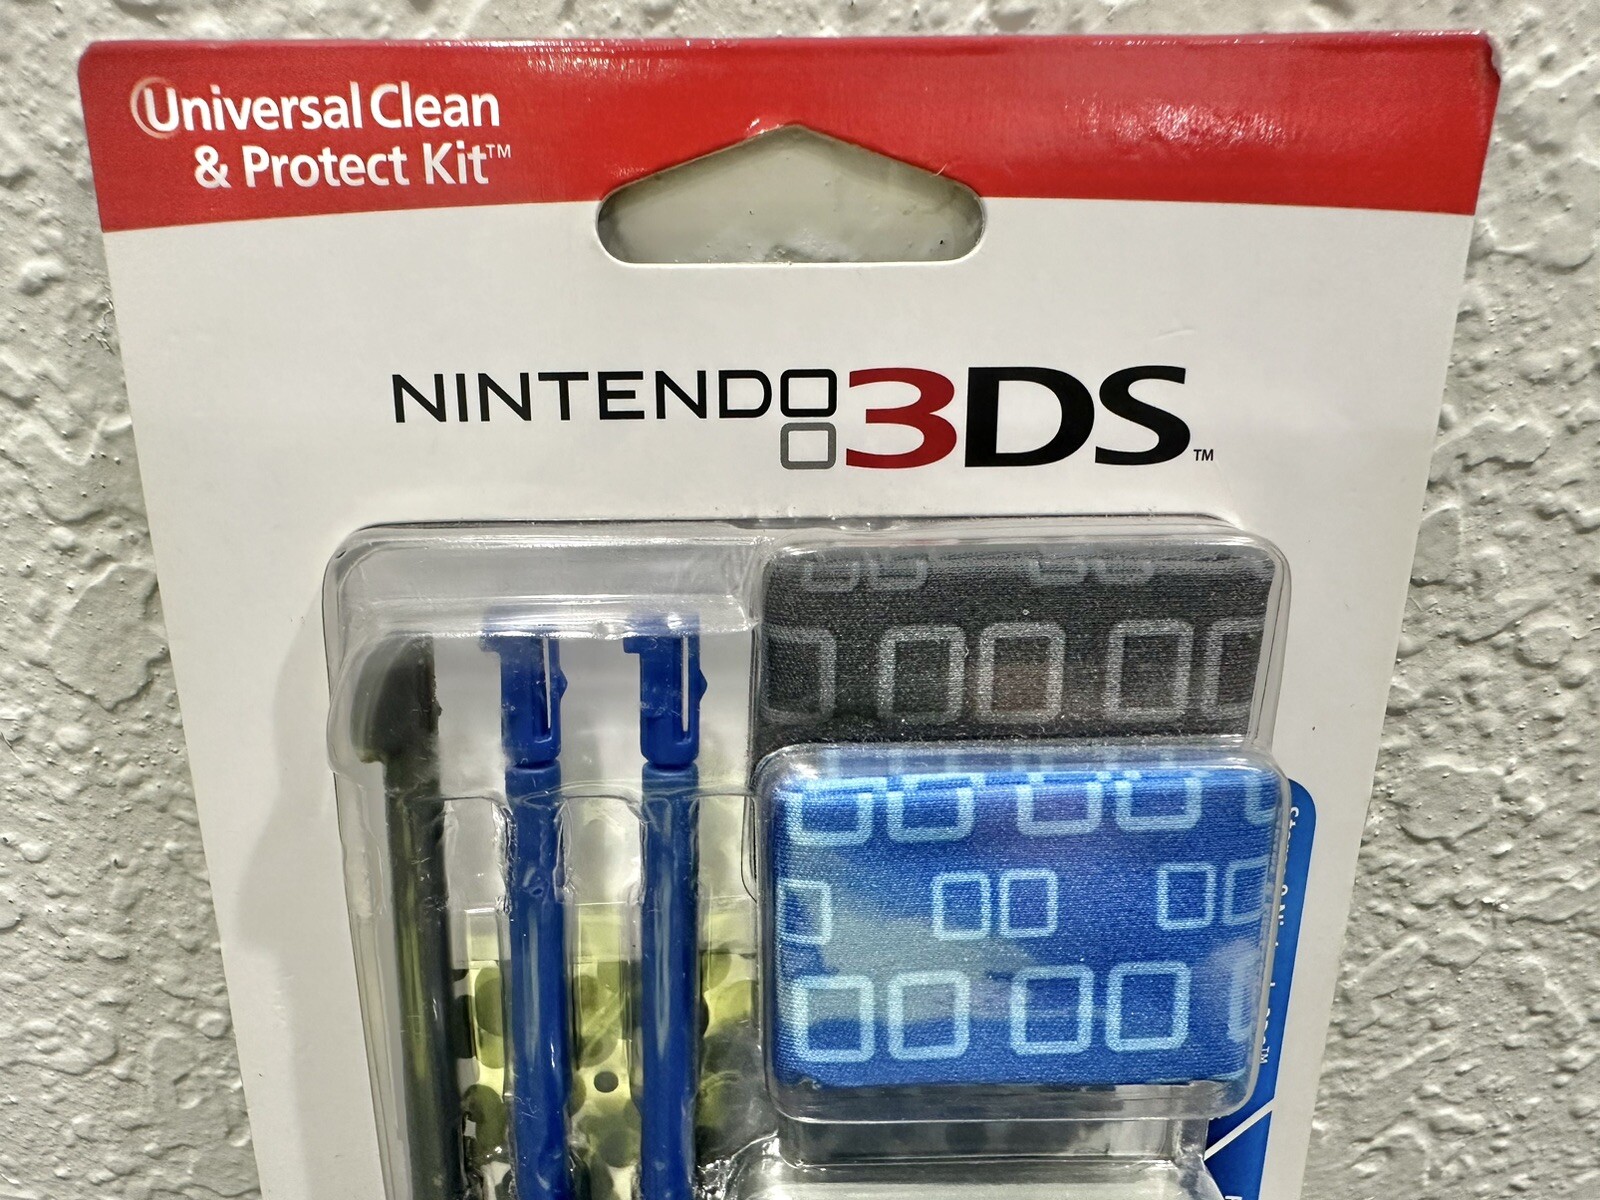 Universal Clean
& Protect Kit™
NINTENDO 3DS™